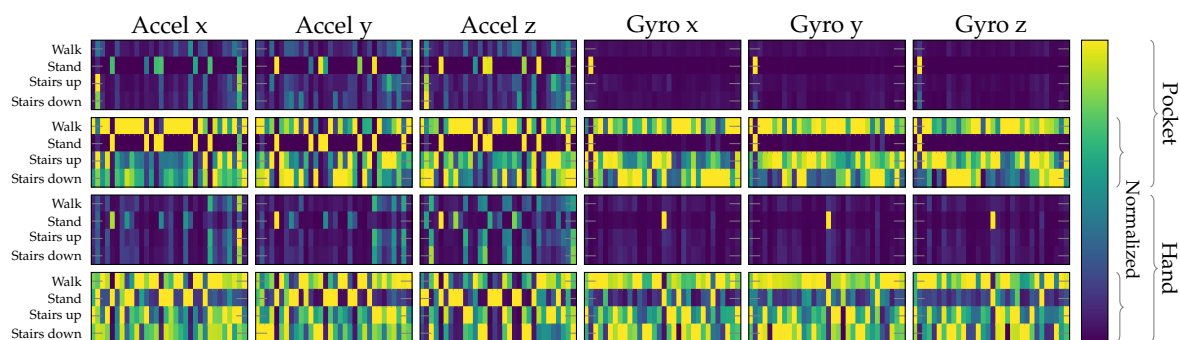 Accel x Accel y Accel z Gyro x Gyro y Gyro z
Walk
Stand
Stairs up
Stairs down
Walk
Stand
Stairs up
Stairs down
Walk
Stand
Stairs up
Stairs down
Walk
Stand
Stairs up
Stairs down
Pocket
Normalized
Hand